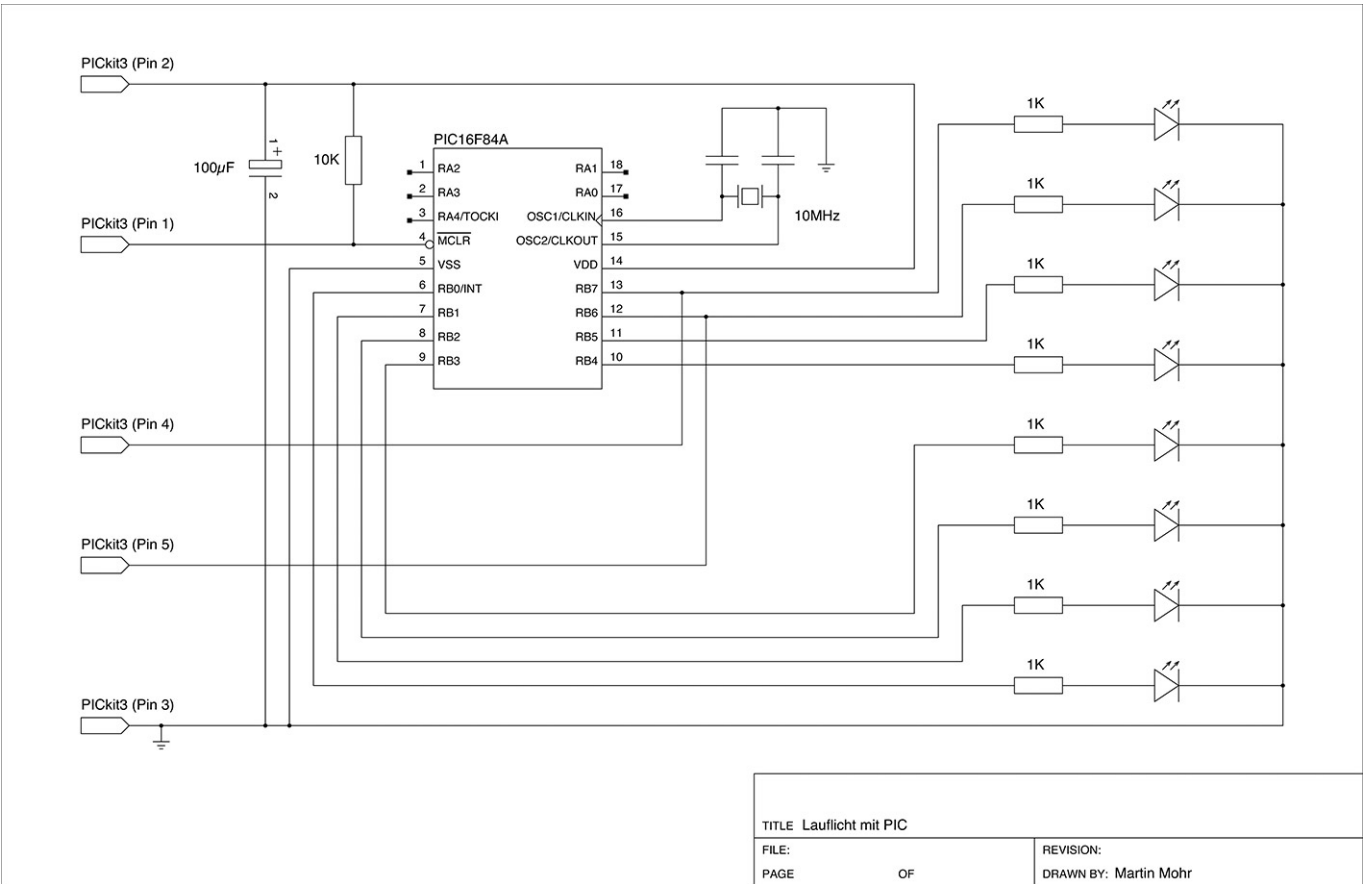 PICkit3 (Pin 2)
PICkit3 (Pin 1)
PICkit3 (Pin 4)
PICkit3 (Pin 5)
PICkit3 (Pin 3)
100µF
1
+
2
10K
PIC16F84A
1 RA2
2 RA3
3 RA4/TOCKI
4 MCLR
5 VSS
6 RB0/INT
7 RB1
8 RB2
9 RB3
RA1 18
RA0 17
OSC1/CLKIN 16
OSC2/CLKOUT 15
VDD 14
RB7 13
RB6 12
RB5 11
RB4 10
10MHz
1K
1K
1K
1K
1K
1K
1K
1K
TITLE Lauflicht mit PIC
FILE:
REVISION:
PAGE OF
DRAWN BY: Martin Mohr